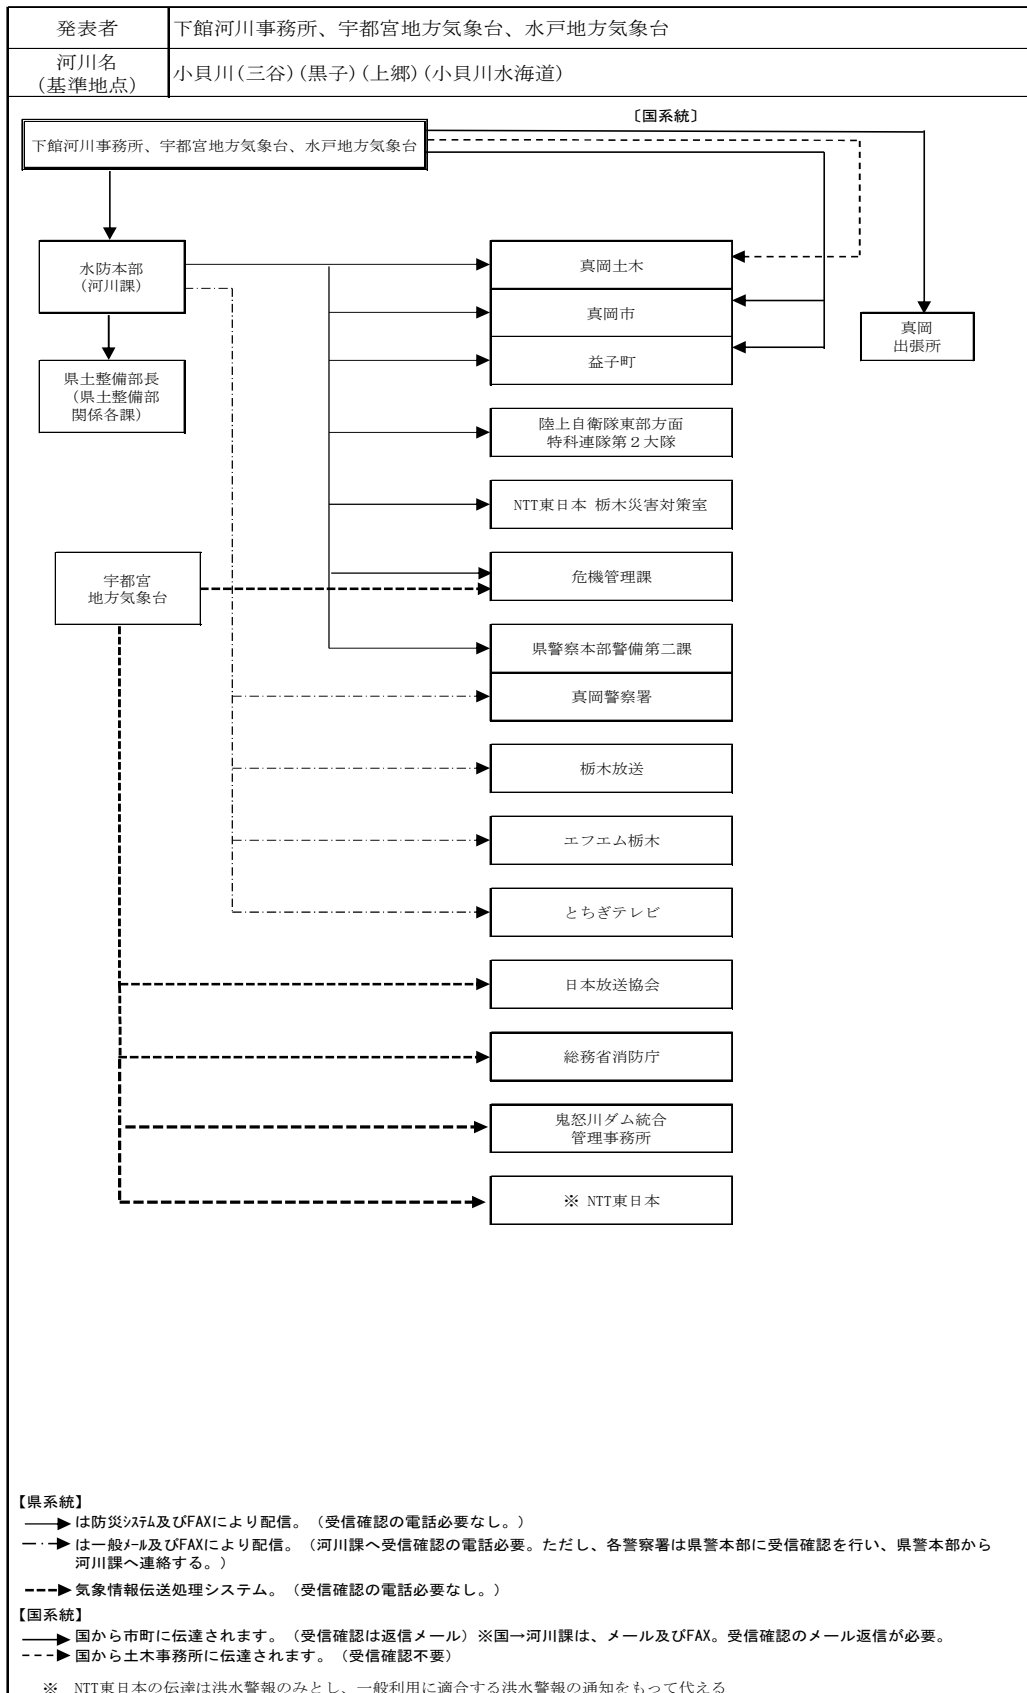 発表者
下館河川事務所、宇都宮地方気象台、水戸地方気象台
河川名
(基準地点)
小貝川(三谷)(黒子)(上郷)(小貝川水海道)
〔国系統〕
下館河川事務所、宇都宮地方気象台、水戸地方気象台
水防本部
(河川課)
真岡土木
真岡市
益子町
真岡
出張所
県土整備部長
(県土整備部
関係各課)
陸上自衛隊東部方面
特科連隊第2大隊
NTT東日本 栃木災害対策室
宇都宮
地方気象台
危機管理課
県警察本部警備第二課
真岡警察署
栃木放送
エフエム栃木
とちぎテレビ
日本放送協会
総務省消防庁
鬼怒川ダム統合
管理事務所
※ NTT東日本
【県系統】
は防災ｼｽﾃﾑ及びFAXにより配信。(受信確認の電話必要なし。)
は一般ﾒｰﾙ及びFAXにより配信。(河川課へ受信確認の電話必要。ただし、各警察署は県警本部に受信確認を行い、県警本部から
河川課へ連絡する。)
気象情報伝送処理システム。(受信確認の電話必要なし。)
【国系統】
国から市町に伝達されます。(受信確認は返信メール)※国→河川課は、メール及びFAX。受信確認のメール返信が必要。
国から土木事務所に伝達されます。(受信確認不要)
※ NTT東日本の伝達は洪水警報のみとし、一般利用に適合する洪水警報の通知をもって代える